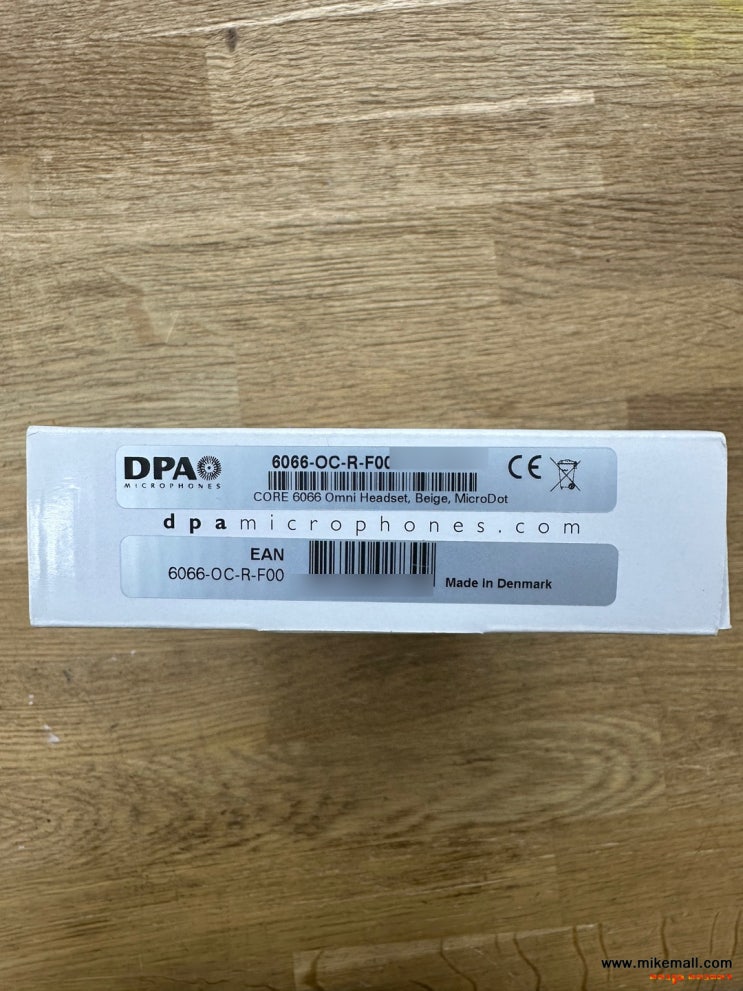 DPA
MICROPHONES
6066-OC-R-F00
CE
CORE 6066 Omni Headset, Beige, MicroDot
dpamicrophones.com
EAN
6066-OC-R-F00
Made in Denmark
www.mikemall.com